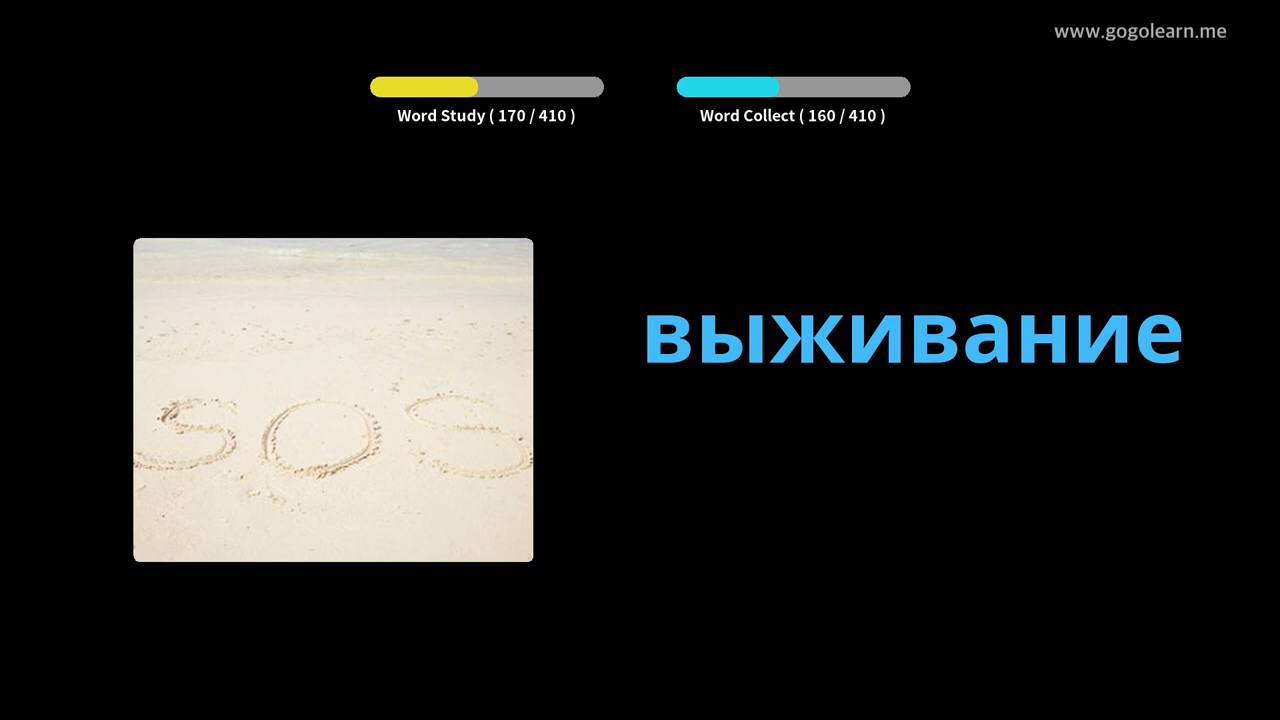 www.gogolearn.me
Word Study ( 170 / 410 )
Word Collect ( 160 / 410 )
выживание
SOS